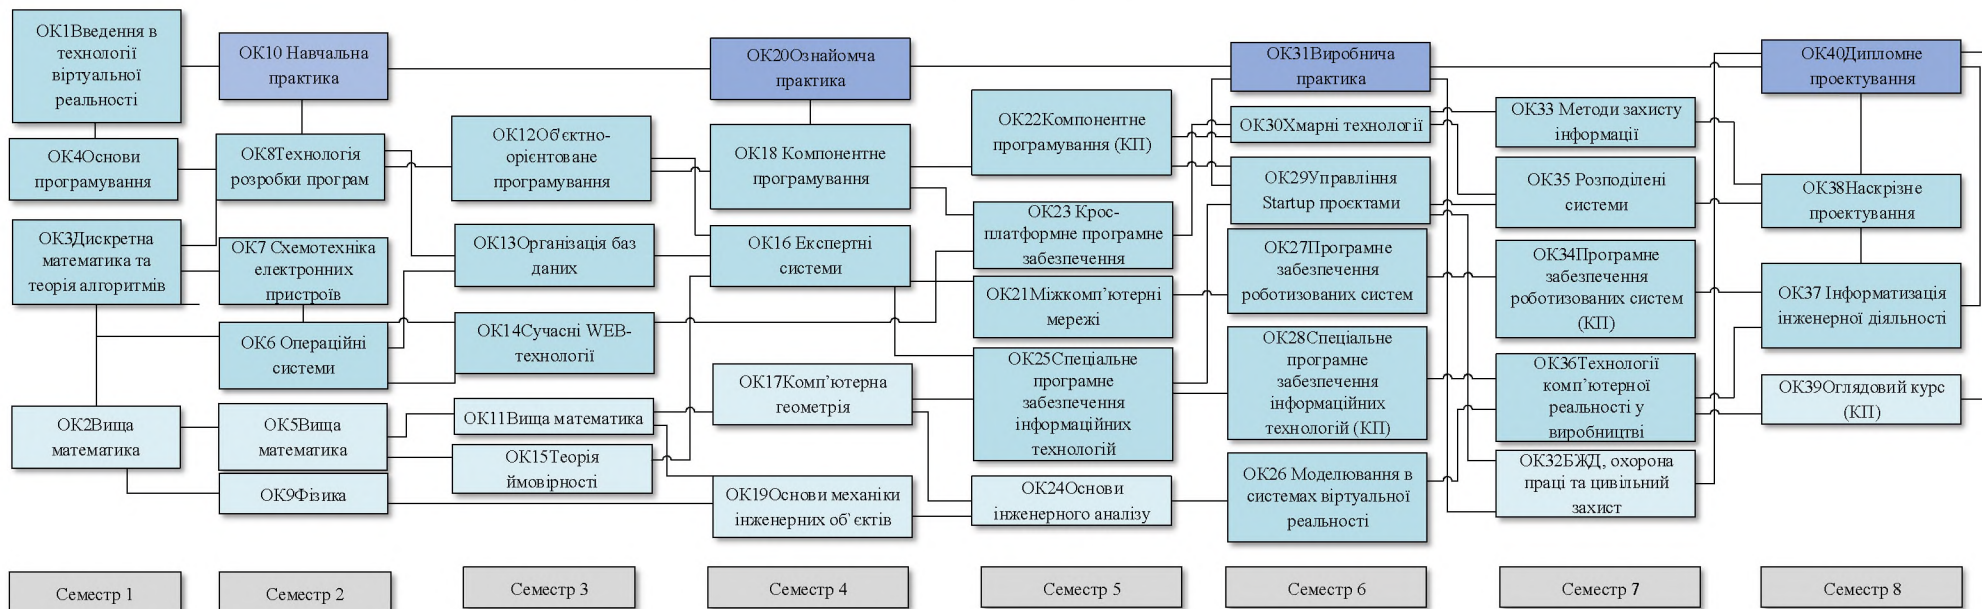 ОК1Введення в
технології
віртуальної
реальності
ОК4Основи
програмування
ОК3Дискретна
математика та
теорія алгоритмів
ОК2Вища
математика
Семестр 1
ОК10 Навчальна
практика
ОК8Технологія
розробки програм
ОК7 Схемотехніка
електронних
пристроїв
ОК6 Операційні
системи
ОК5Вища
математика
ОК9Фізика
Семестр 2
ОК12Об'єктно-
орієнтоване
програмування
ОК13Організація баз
даних
ОК14Сучасні WEB-
технології
ОК11Вища математика
ОК15Теорія
ймовірності
Семестр 3
ОК20Ознайомча
практика
ОК18 Компонентне
програмування
ОК16 Експертні
системи
ОК17Комп’ютерна
геометрія
ОК19Основи механіки
інженерних об`єктів
Семестр 4
ОК22Компонентне
програмування (КП)
ОК23 Крос-
платформне програмне
забезпечення
ОК21Міжкомп’ютерні
мережі
ОК25Спеціальне
програмне
забезпечення
інформаційних
технологій
ОК24Основи
інженерного аналізу
Семестр 5
ОК31Виробнича
практика
ОК30Хмарні технології
ОК29Управління
Startup проєктами
ОК27Програмне
забезпечення
роботизованих систем
ОК28Спеціальне
програмне
забезпечення
інформаційних
технологій (КП)
ОК26 Моделювання в
системах віртуальної
реальності
Семестр 6
ОК33 Методи захисту
інформації
ОК35 Розподілені
системи
ОК34Програмне
забезпечення
роботизованих систем
(КП)
ОК36Технології
комп’ютерної
реальності у
виробництві
ОК32БЖД, охорона
праці та цивільний
захист
Семестр 7
ОК40Дипломне
проектування
ОК38Наскрізне
проектування
ОК37 Інформатизація
інженерної діяльності
ОК39Оглядовий курс
(КП)
Семестр 8